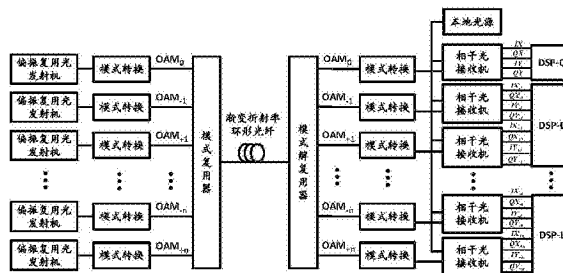 本地光源
偏振复用光
发射机
模式转换
OAM0
模式复用器
渐变折射率
环形光纤
模式解复用器
OAM0
模式转换
相干光
接收机
IX
QX
IY
QY
偏振复用光
发射机
模式转换
OAM-1
OAM-1
模式转换
相干光
接收机
偏振复用光
发射机
模式转换
OAM+1
OAM+1
模式转换
相干光
接收机
偏振复用光
发射机
模式转换
OAM-n
OAM-n
模式转换
相干光
接收机
偏振复用光
发射机
模式转换
OAM+n
OAM+n
模式转换
相干光
接收机